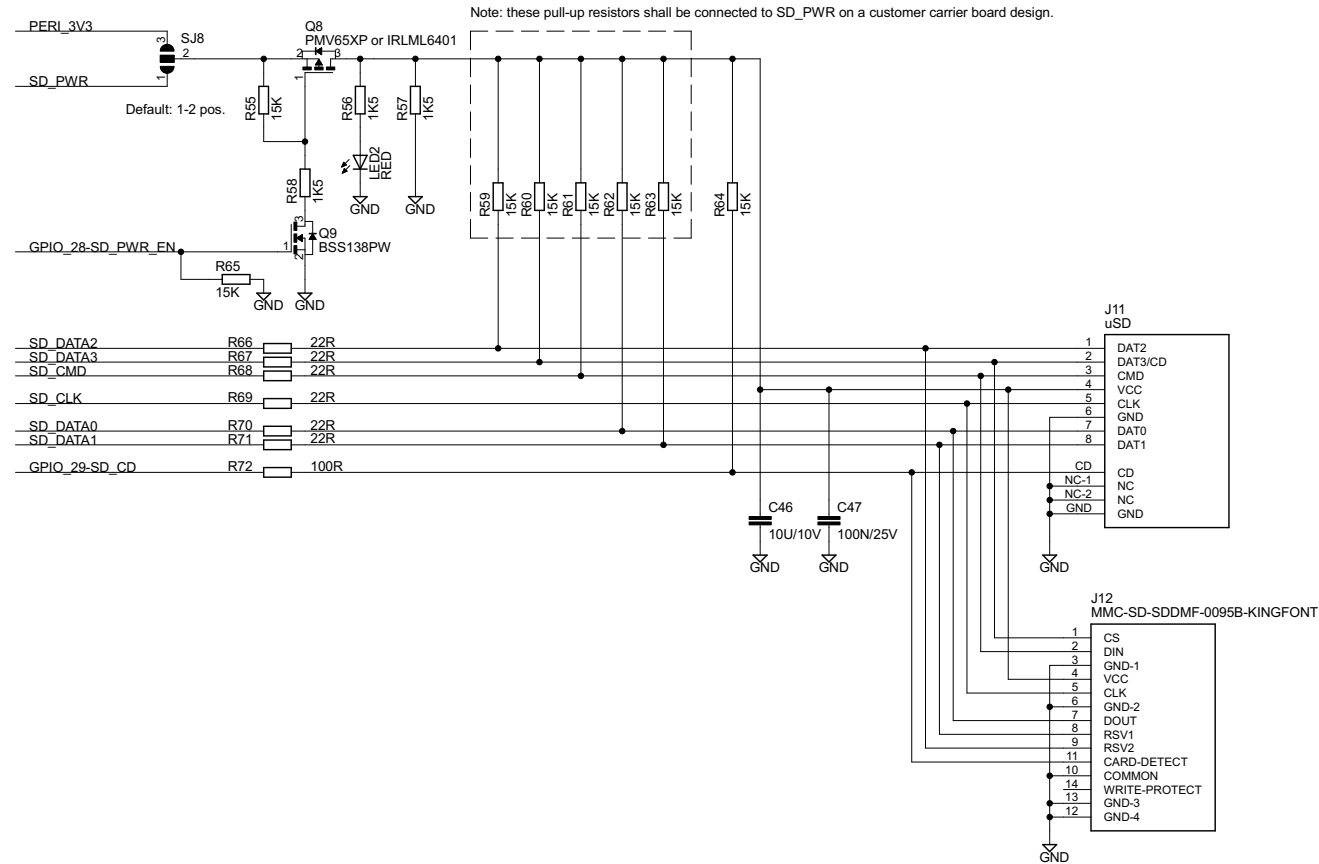 Note: these pull-up resistors shall be connected to SD_PWR on a customer carrier board design.
PERI_3V3
SJ8
3
2
1
SD_PWR
Default: 1-2 pos.
Q8
PMV65XP or IRLML6401
2
3
1
R55
15K
R56
1K5
R57
1K5
LED2
RED
GND
GND
R58
1K5
R59
15K
R60
15K
R61
15K
R62
15K
R63
15K
R64
15K
GPIO_28-SD_PWR_EN
1
3
2
Q9
BSS138PW
R65
15K
GND
GND
SD_DATA2 R66 22R
SD_DATA3 R67 22R
SD_CMD R68 22R
SD_CLK R69 22R
SD_DATA0 R70 22R
SD_DATA1 R71 22R
GPIO_29-SD_CD R72 100R
C46
10U/10V
GND
C47
100N/25V
GND
J11
uSD
1 DAT2
2 DAT3/CD
3 CMD
4 VCC
5 CLK
6 GND
7 DAT0
8 DAT1
CD CD
NC-1 NC
NC-2 NC
GND GND
GND
J12
MMC-SD-SDDMF-0095B-KINGFONT
1 CS
2 DIN
3 GND-1
4 VCC
5 CLK
6 GND-2
7 DOUT
8 RSV1
9 RSV2
11 CARD-DETECT
10 COMMON
14 WRITE-PROTECT
13 GND-3
12 GND-4
GND